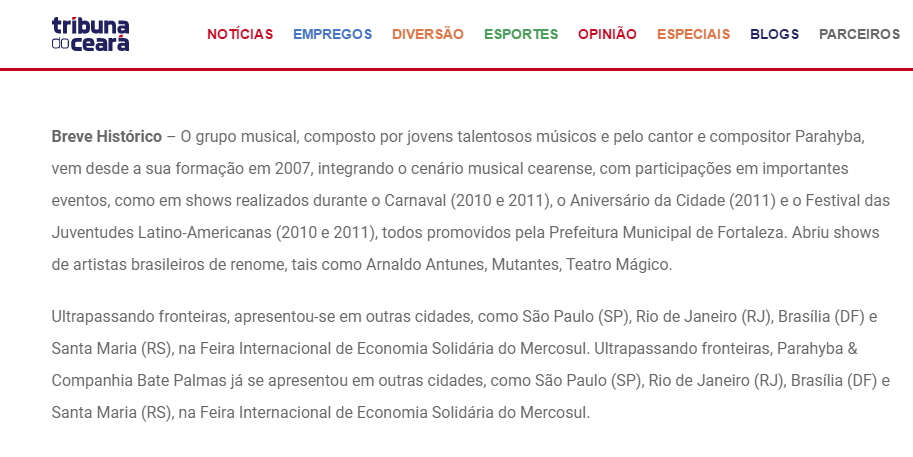 tribuna
do ceará
NOTÍCIAS EMPREGOS DIVERSÃO ESPORTES OPINIÃO ESPECIAIS BLOGS PARCEIROS
Breve Histórico – O grupo musical, composto por jovens talentosos músicos e pelo cantor e compositor Parahyba,
vem desde a sua formação em 2007, integrando o cenário musical cearense, com participações em importantes
eventos, como em shows realizados durante o Carnaval (2010 e 2011), o Aniversário da Cidade (2011) e o Festival das
Juventudes Latino-Americanas (2010 e 2011), todos promovidos pela Prefeitura Municipal de Fortaleza. Abriu shows
de artistas brasileiros de renome, tais como Arnaldo Antunes, Mutantes, Teatro Mágico.
Ultrapassando fronteiras, apresentou-se em outras cidades, como São Paulo (SP), Rio de Janeiro (RJ), Brasília (DF) e
Santa Maria (RS), na Feira Internacional de Economia Solidária do Mercosul. Ultrapassando fronteiras, Parahyba &
Companhia Bate Palmas já se apresentou em outras cidades, como São Paulo (SP), Rio de Janeiro (RJ), Brasília (DF) e
Santa Maria (RS), na Feira Internacional de Economia Solidária do Mercosul.